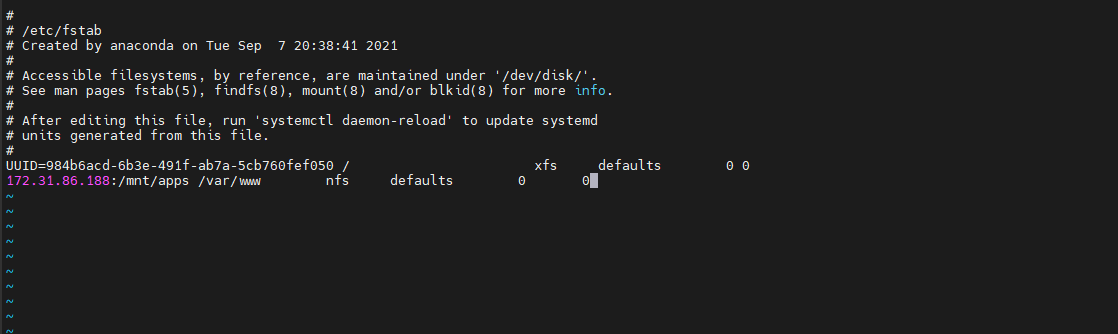 #
# /etc/fstab
# Created by anaconda on Tue Sep  7 20:38:41 2021
#
# Accessible filesystems, by reference, are maintained under '/dev/disk/'.
# See man pages fstab(5), findfs(8), mount(8) and/or blkid(8) for more info.
#
# After editing this file, run 'systemctl daemon-reload' to update systemd
# units generated from this file.
#
UUID=984b6acd-6b3e-491f-ab7a-5cb760fef050 /                       xfs     defaults        0 0
172.31.86.188:/mnt/apps /var/www        nfs     defaults        0       0
~
~
~
~
~
~
~
~
~
~